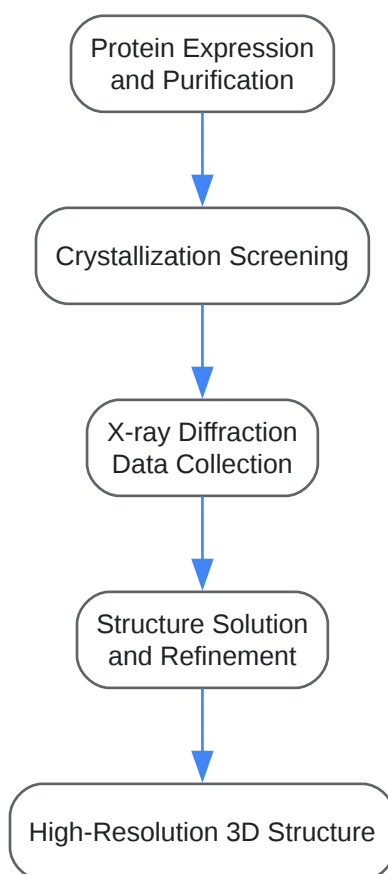 Protein Expression
and Purification
Crystallization Screening
X-ray Diffraction
Data Collection
Structure Solution
and Refinement
High-Resolution 3D Structure